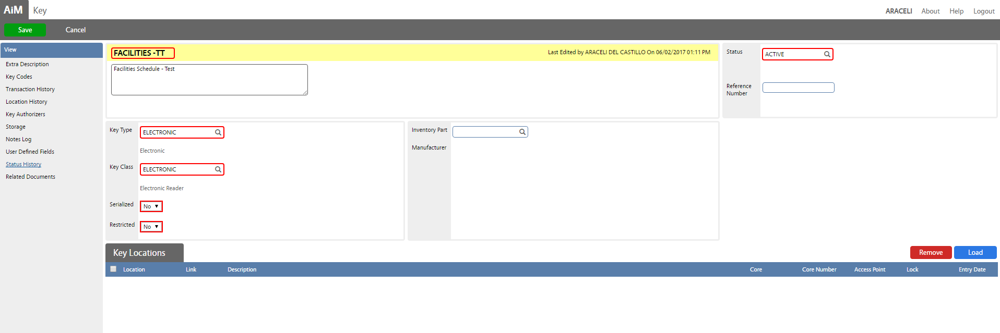 AiM Key ARACELI About Help Logout
Save Cancel
View
Extra Description
Key Codes
Transaction History
Location History
Key Authorizers
Storage
Notes Log
User Defined Fields
Status History
Related Documents
FACILITIES -TT Last Edited by ARACELI DEL CASTILLO On 06/02/2017 01:11 PM
Facilities Schedule - Test
Status ACTIVE
Reference
Number
Key Type ELECTRONIC
Electronic
Key Class ELECTRONIC
Electronic Reader
Serialized No
Restricted No
Inventory Part
Manufacturer
Key Locations Remove Load
Location Link Description Core Core Number Access Point Lock Entry Date